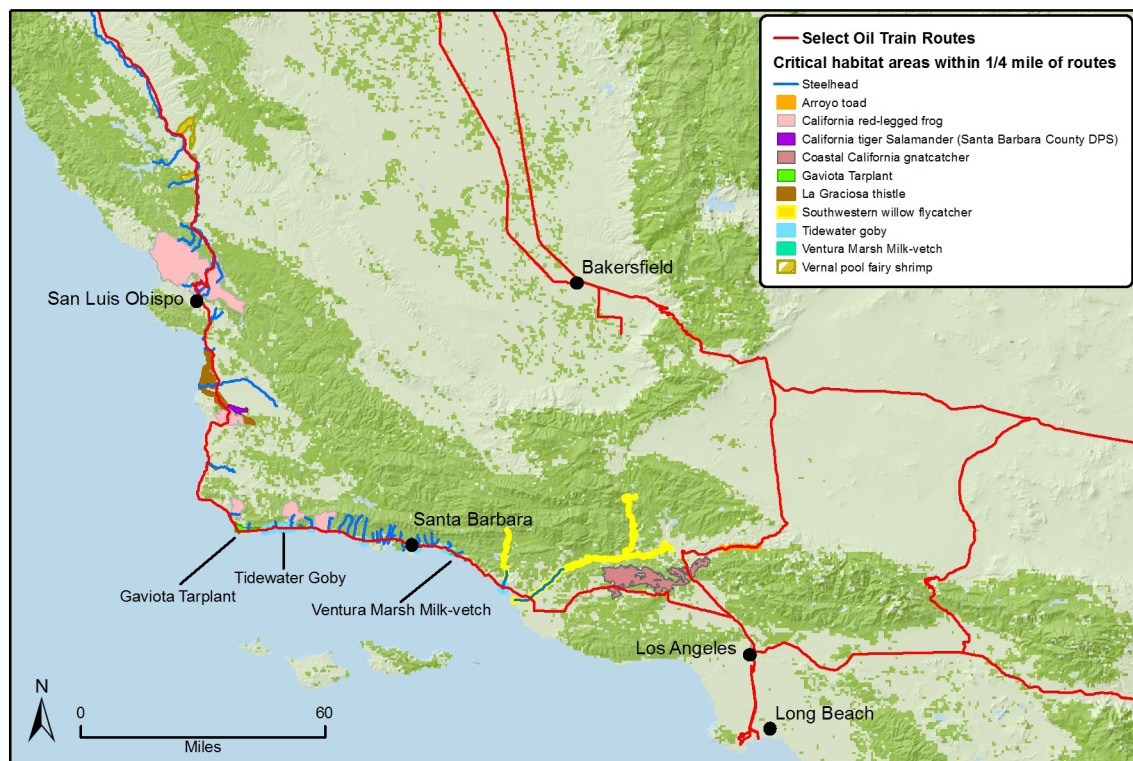 Select Oil Train Routes
Critical habitat areas within 1/4 mile of routes
Steelhead
Arroyo toad
California red-legged frog
California tiger Salamander (Santa Barbara County DPS)
Coastal California gnatcatcher
Gaviota Tarplant
La Graciosa thistle
Southwestern willow flycatcher
Tidewater goby
Ventura Marsh Milk-vetch
Vernal pool fairy shrimp
Bakersfield
San Luis Obispo
Santa Barbara
Tidewater Goby
Gaviota Tarplant
Ventura Marsh Milk-vetch
Los Angeles
Long Beach
N
0 60
Miles